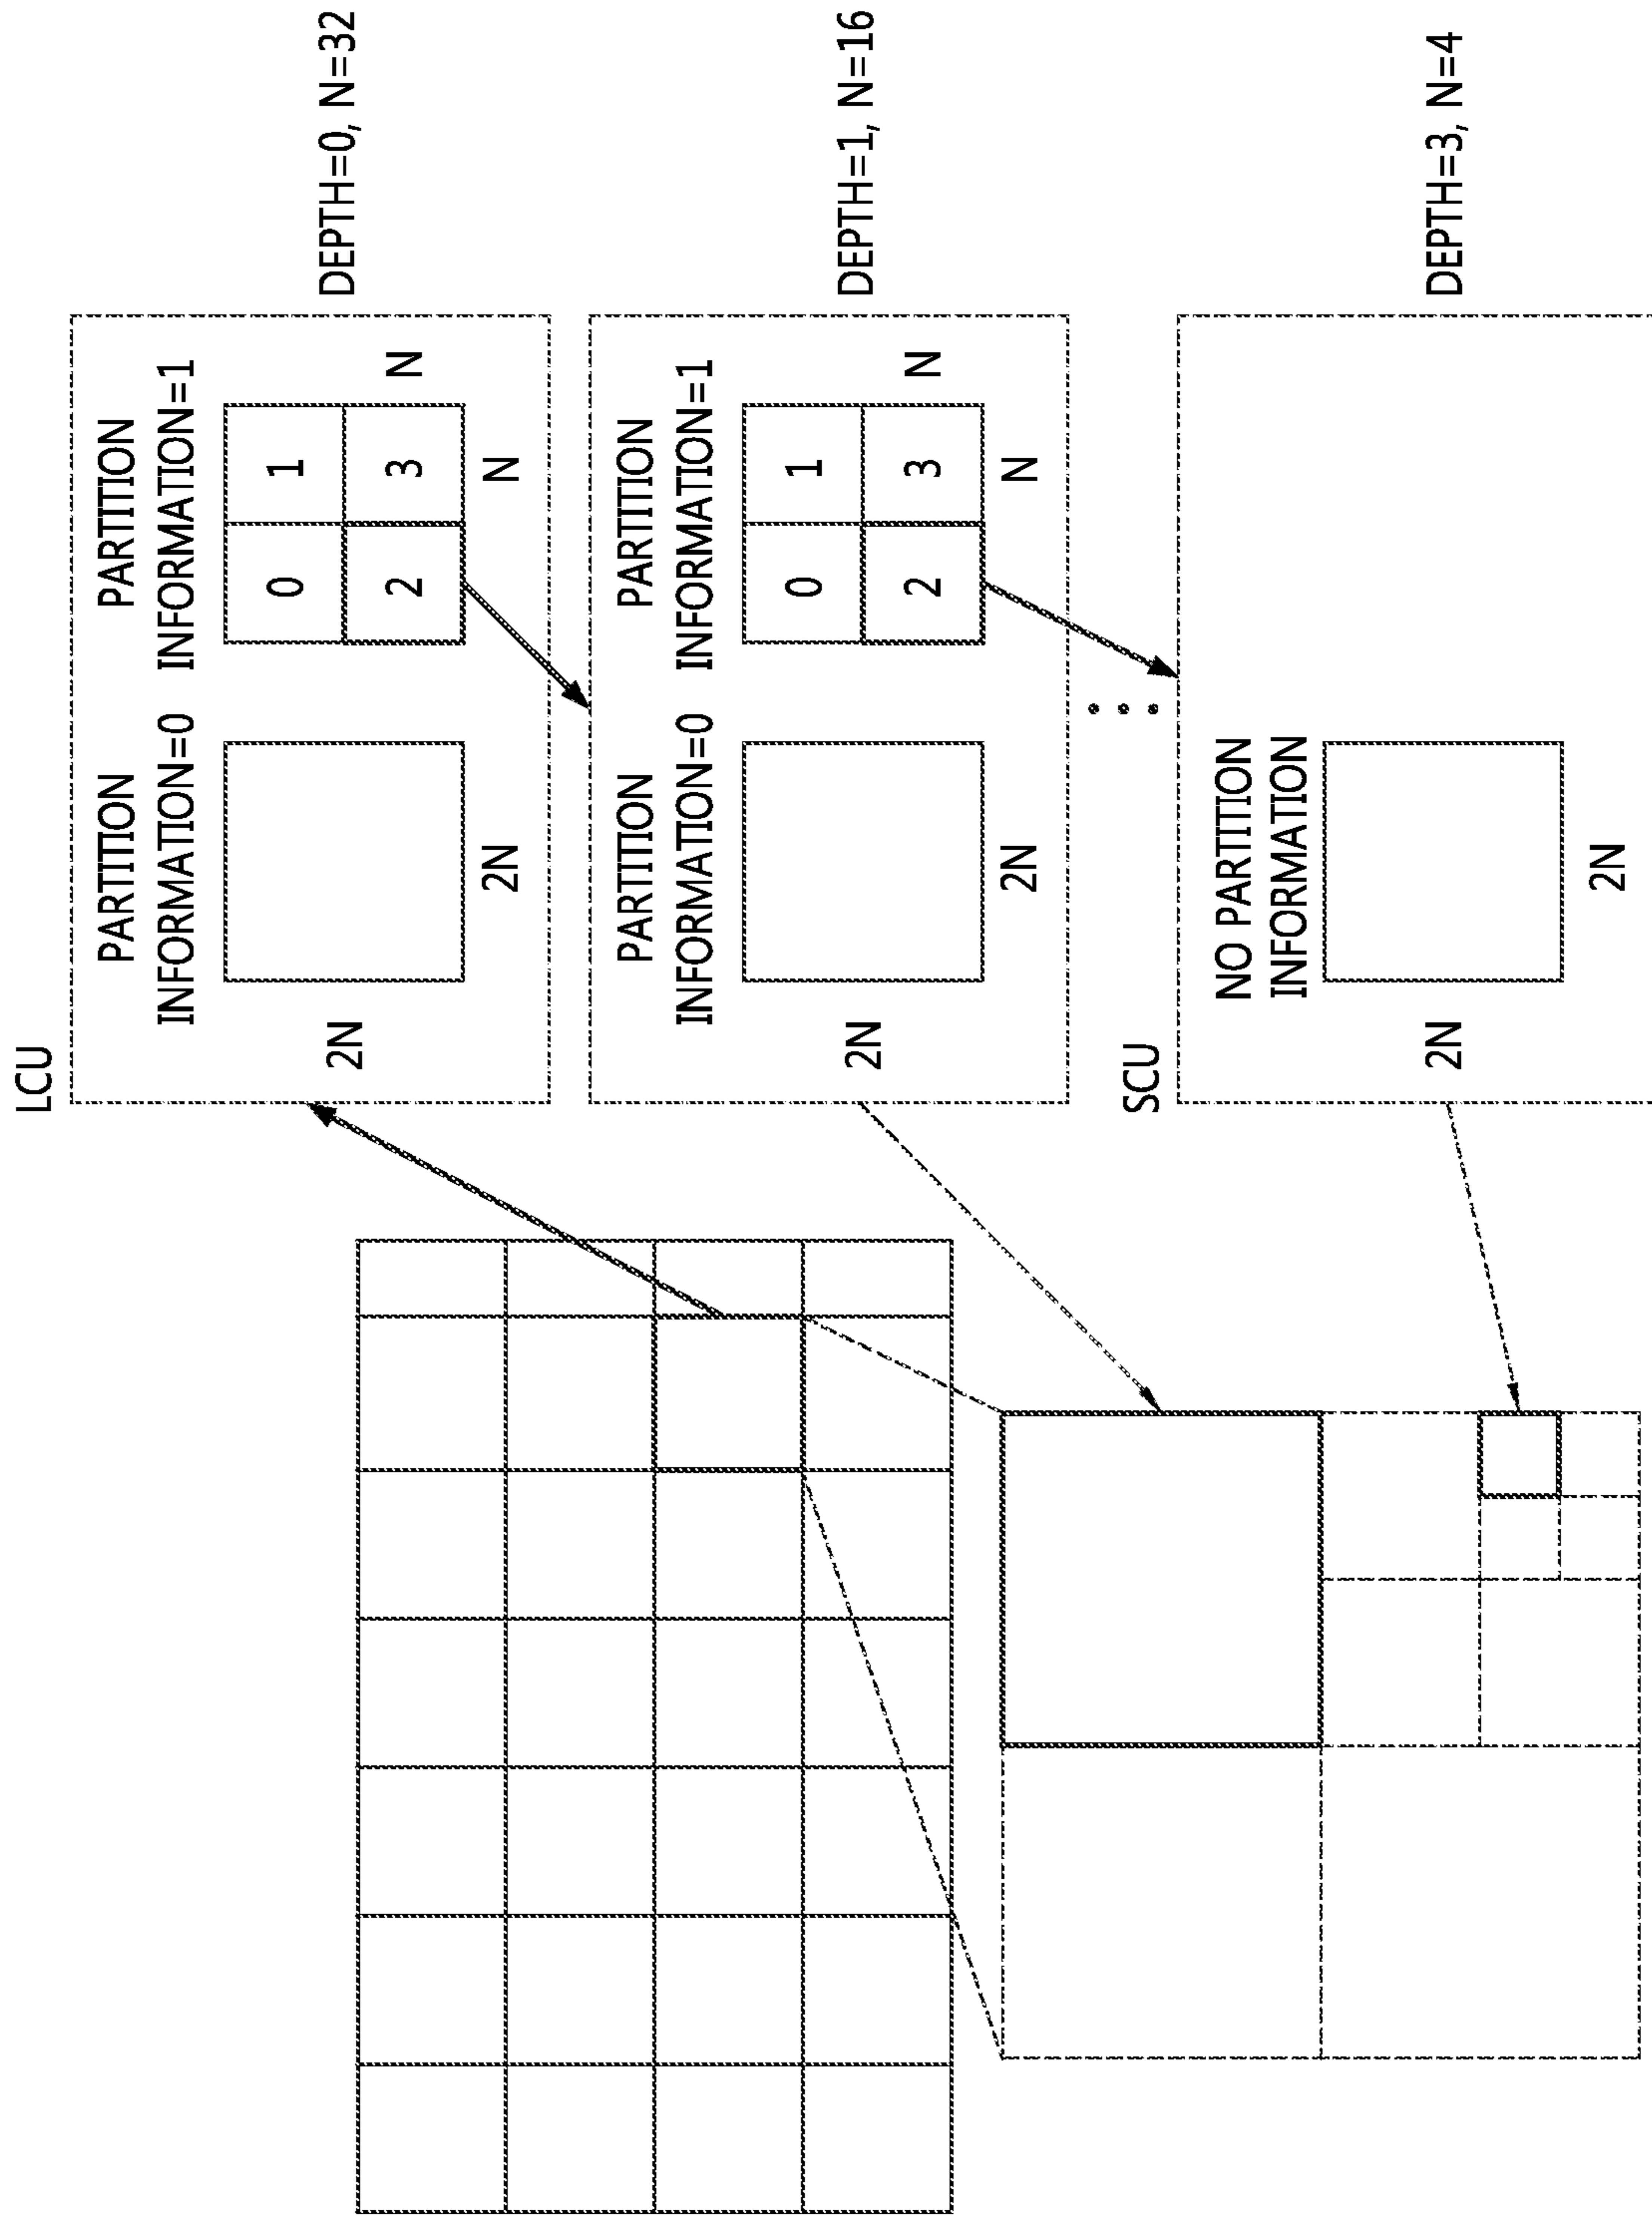 LCU
PARTITION
INFORMATION=0
PARTITION
INFORMATION=1
2N
2N
0
1
2
3
N
N
DEPTH=0, N=32
PARTITION
INFORMATION=0
PARTITION
INFORMATION=1
2N
2N
0
1
2
3
N
N
DEPTH=1, N=16
SCU
NO PARTITION
INFORMATION
2N
2N
DEPTH=3, N=4